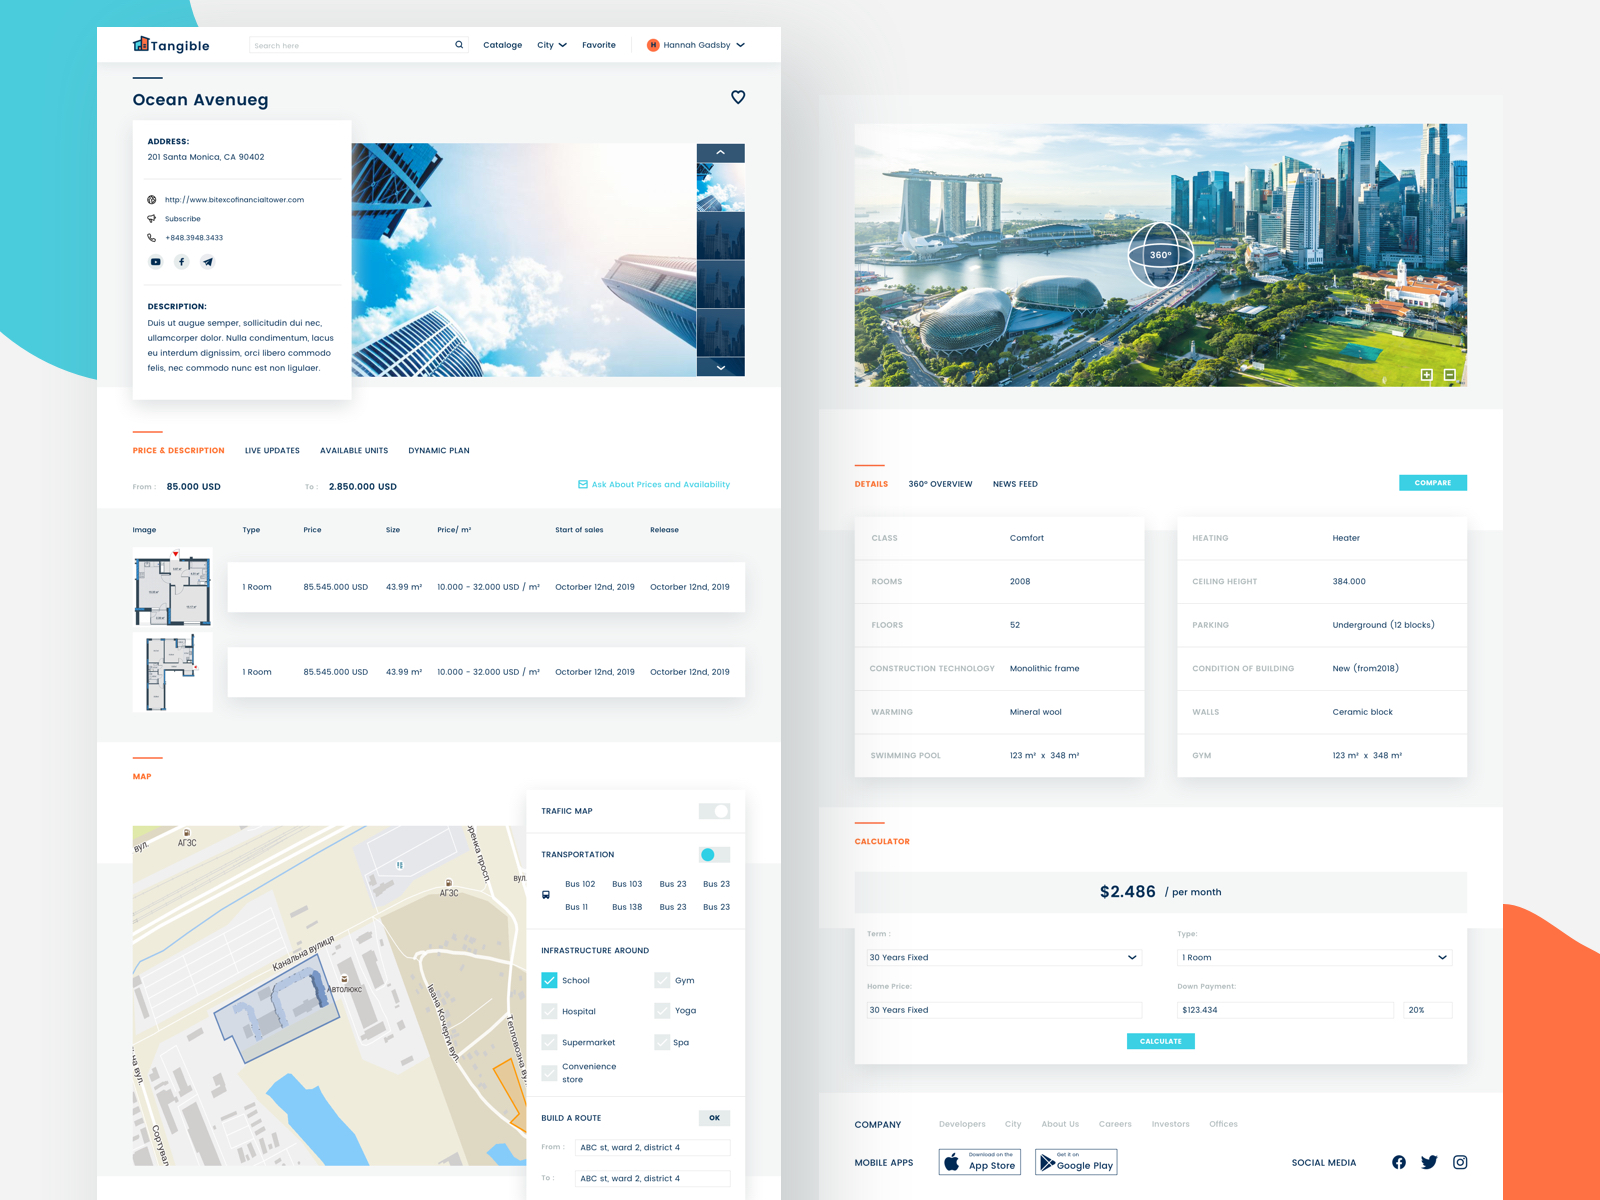 Tangible
Search here
Cataloge
City
Favorite
H
Hannah Gadsby
Ocean Avenueg
ADDRESS:
201 Santa Monica, CA 90402
http://www.bitexcofinancialtower.com
Subscribe
+848.3948.3433
DESCRIPTION:
Duis ut augue semper, sollicitudin dui nec,
ullamcorper dolor. Nulla condimentum, lacus
eu interdum dignissim, orci libero commodo
felis, nec commodo nunc est non ligulaer.
PRICE & DESCRIPTION
LIVE UPDATES
AVAILABLE UNITS
DYNAMIC PLAN
From : 85.000 USD
To : 2.850.000 USD
Ask About Prices and Availability
Image Type Price Size Price/ m² Start of sales Release
1 Room 85.545.000 USD 43.99 m² 10.000 - 32.000 USD / m² Octorber 12nd, 2019 Octorber 12nd, 2019
1 Room 85.545.000 USD 43.99 m² 10.000 - 32.000 USD / m² Octorber 12nd, 2019 Octorber 12nd, 2019
MAP
вул.
АГЗС
АГЗС
ренка просп.
вул.
Канальна вулиця
Автолюкс
Івана Кочерги вул.
Тепловозна ву
на вул.
Сортувал
TRAFIIC MAP
TRANSPORTATION
Bus 102 Bus 103 Bus 23 Bus 23
Bus 11 Bus 138 Bus 23 Bus 23
INFRASTRUCTURE AROUND
School Gym
Hospital Yoga
Supermarket Spa
Convenience
store
BUILD A ROUTE
OK
From : ABC st, ward 2, district 4
To : ABC st, ward 2, district 4
360°
DETAILS
360° OVERVIEW
NEWS FEED
COMPARE
CLASS Comfort
ROOMS 2008
FLOORS 52
CONSTRUCTION TECHNOLOGY Monolithic frame
WARMING Mineral wool
SWIMMING POOL 123 m² x 348 m²
HEATING Heater
CEILING HEIGHT 384.000
PARKING Underground (12 blocks)
CONDITION OF BUILDING New (from2018)
WALLS Ceramic block
GYM 123 m² x 348 m²
CALCULATOR
$2.486 / per month
Term :
30 Years Fixed
Type:
1 Room
Home Price:
30 Years Fixed
Down Payment:
$123.434
20%
CALCULATE
COMPANY
Developers City About Us Careers Investors Offices
MOBILE APPS
Download on the
App Store
Get it on
Google Play
SOCIAL MEDIA